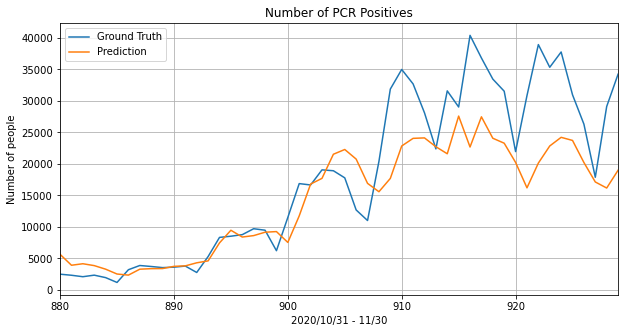 Number of PCR Positives
Ground Truth
Prediction
Number of people
40000
35000
30000
25000
20000
15000
10000
5000
0
880
890
900
910
920
2020/10/31 - 11/30